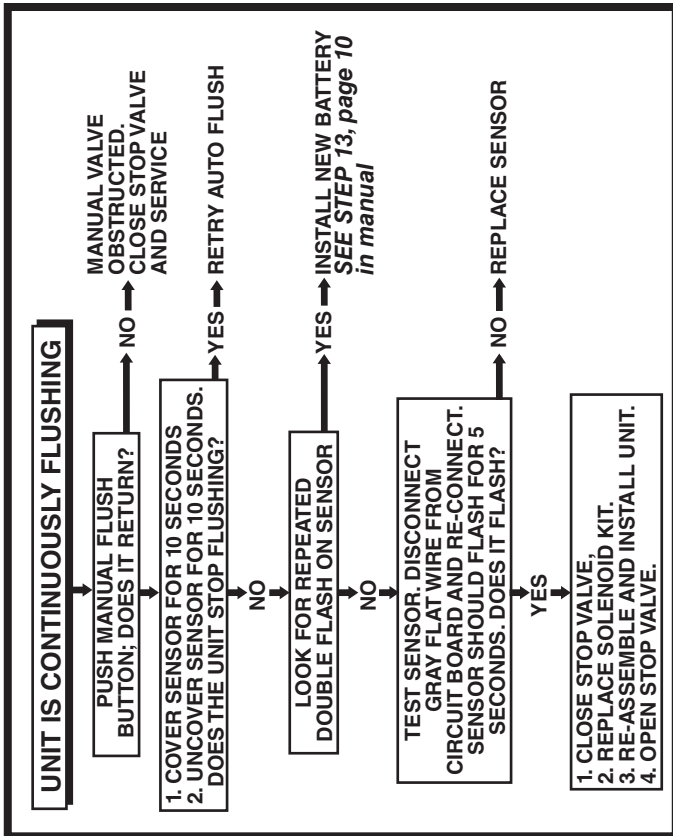 UNIT IS CONTINUOUSLY FLUSHING
PUSH MANUAL FLUSH
BUTTON; DOES IT RETURN?
NO
MANUAL VALVE
OBSTRUCTED.
CLOSE STOP VALVE
AND SERVICE
1. COVER SENSOR FOR 10 SECONDS
2. UNCOVER SENSOR FOR 10 SECONDS.
DOES THE UNIT STOP FLUSHING?
YES
RETRY AUTO FLUSH
NO
LOOK FOR REPEATED
DOUBLE FLASH ON SENSOR
YES
INSTALL NEW BATTERY
SEE STEP 13, page 10
in manual
NO
TEST SENSOR. DISCONNECT
GRAY FLAT WIRE FROM
CIRCUIT BOARD AND RE-CONNECT.
SENSOR SHOULD FLASH FOR 5
SECONDS. DOES IT FLASH?
NO
REPLACE SENSOR
YES
1. CLOSE STOP VALVE,
2. REPLACE SOLENOID KIT.
3. RE-ASSEMBLE AND INSTALL UNIT.
4. OPEN STOP VALVE.